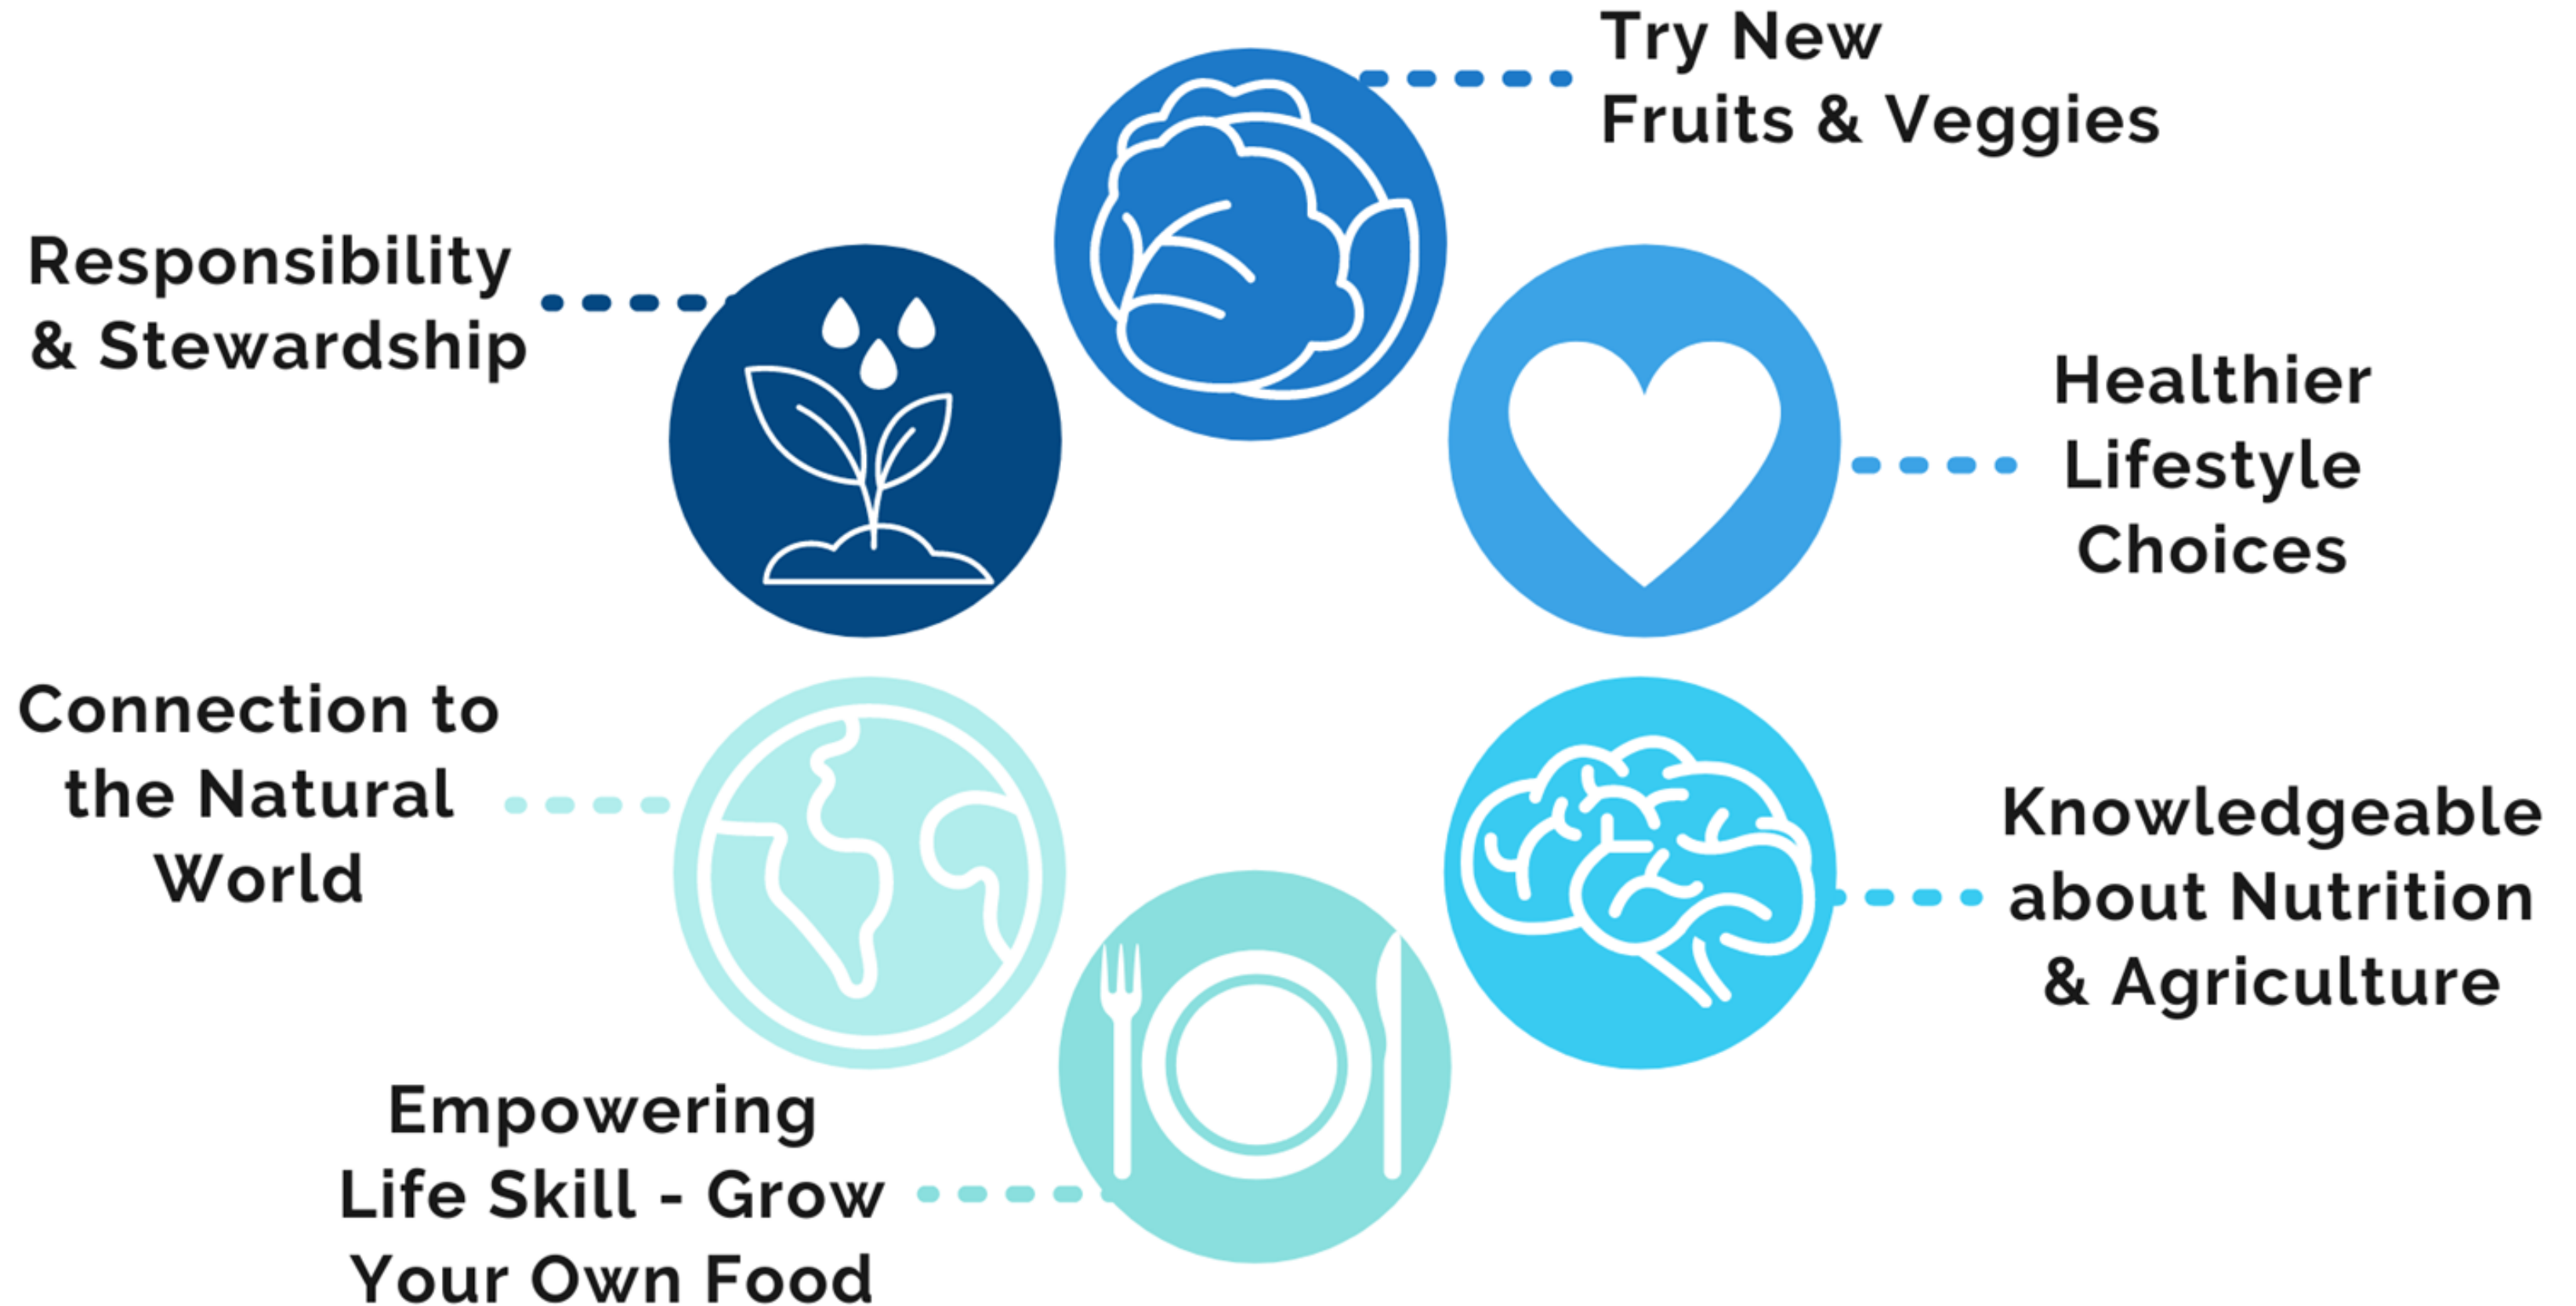 Try New
Fruits & Veggies
Responsibility
& Stewardship
Healthier
Lifestyle
Choices
Connection to
the Natural
World
Knowledgeable
about Nutrition
& Agriculture
Empowering
Life Skill - Grow
Your Own Food